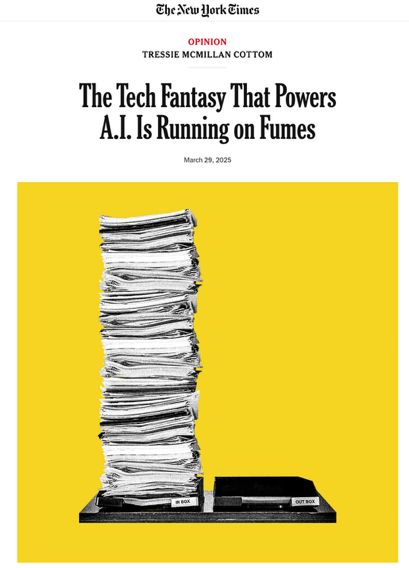 The New York Times
OPINION
TRESSIE MCMILLAN COTTOM
The Tech Fantasy That Powers
A.I. Is Running on Fumes
March 29, 2025
IN BOX
OUT BOX